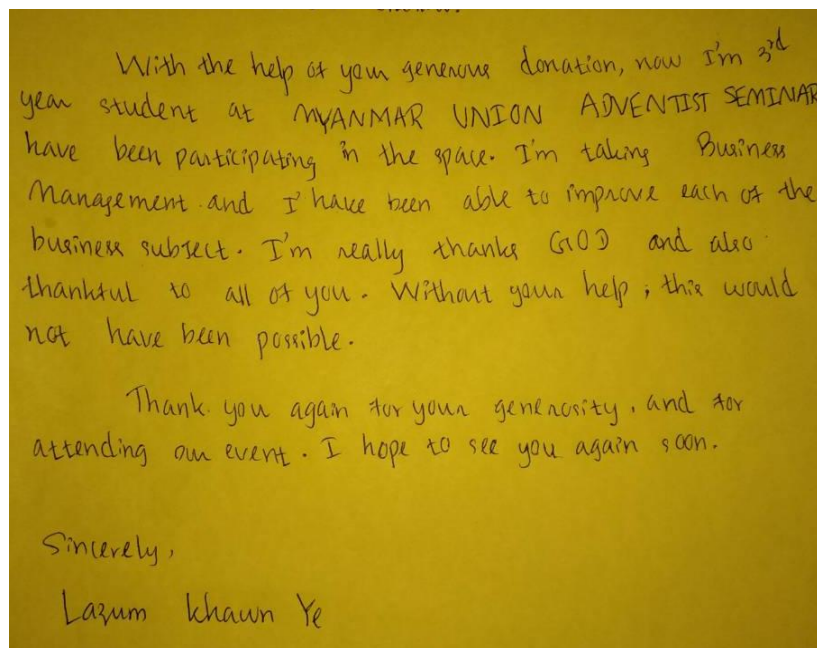 With the help of your generous donation, now I'm 3rd
year student at MYANMAR UNION ADVENTIST SEMINAR
have been participating in the space. I'm taking Business
Management and I have been able to improve each of the
business subject. I'm really thanks GOD and also
thankful to all of you. Without your help, this would
not have been possible.
Thank you again for your generosity, and for
attending our event. I hope to see you again soon.
Sincerely,
Lazum Khawn Ye